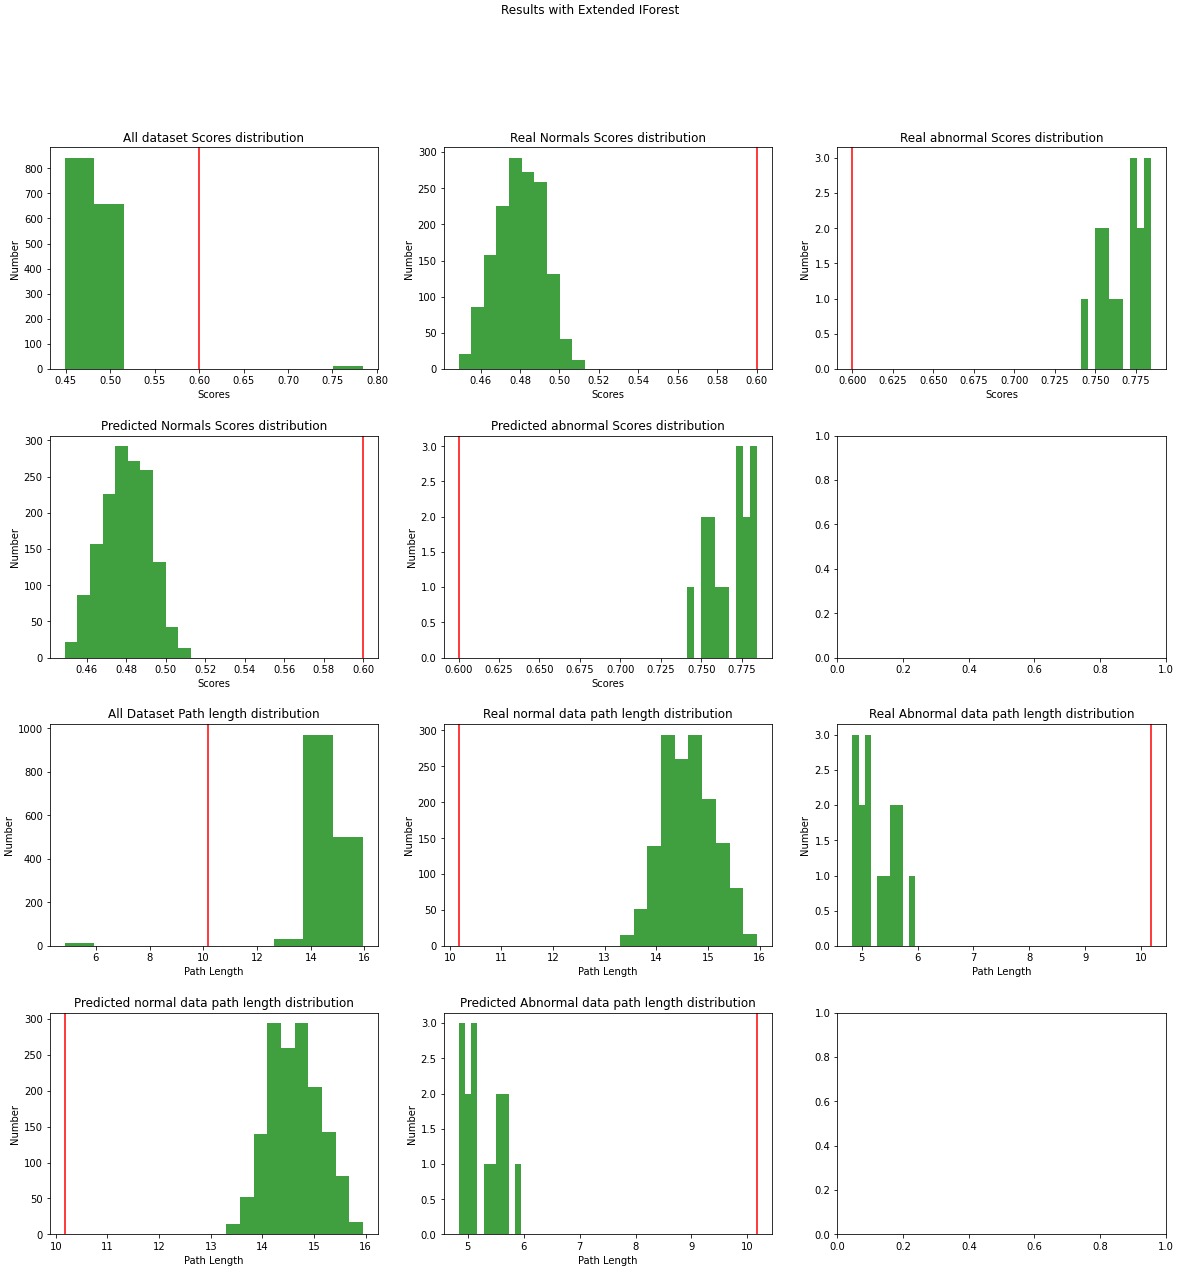 Results with Extended IForest
All dataset Scores distribution
Number
0 100 200 300 400 500 600 700 800
0.45 0.50 0.55 0.60 0.65 0.70 0.75 0.80
Scores
Real Normals Scores distribution
Number
0 50 100 150 200 250 300
0.46 0.48 0.50 0.52 0.54 0.56 0.58 0.60
Scores
Real abnormal Scores distribution
Number
0.0 0.5 1.0 1.5 2.0 2.5 3.0
0.600 0.625 0.650 0.675 0.700 0.725 0.750 0.775
Scores
Predicted Normals Scores distribution
Number
0 50 100 150 200 250 300
0.46 0.48 0.50 0.52 0.54 0.56 0.58 0.60
Scores
Predicted abnormal Scores distribution
Number
0.0 0.5 1.0 1.5 2.0 2.5 3.0
0.600 0.625 0.650 0.675 0.700 0.725 0.750 0.775
Scores
0.0 0.2 0.4 0.6 0.8 1.0
0.0 0.2 0.4 0.6 0.8 1.0
All Dataset Path length distribution
Number
0 200 400 600 800 1000
6 8 10 12 14 16
Path Length
Real normal data path length distribution
Number
0 50 100 150 200 250 300
10 11 12 13 14 15 16
Path Length
Real Abnormal data path length distribution
Number
0.0 0.5 1.0 1.5 2.0 2.5 3.0
5 6 7 8 9 10
Path Length
Predicted normal data path length distribution
Number
0 50 100 150 200 250 300
10 11 12 13 14 15 16
Path Length
Predicted Abnormal data path length distribution
Number
0.0 0.5 1.0 1.5 2.0 2.5 3.0
5 6 7 8 9 10
Path Length
0.0 0.2 0.4 0.6 0.8 1.0
0.0 0.2 0.4 0.6 0.8 1.0